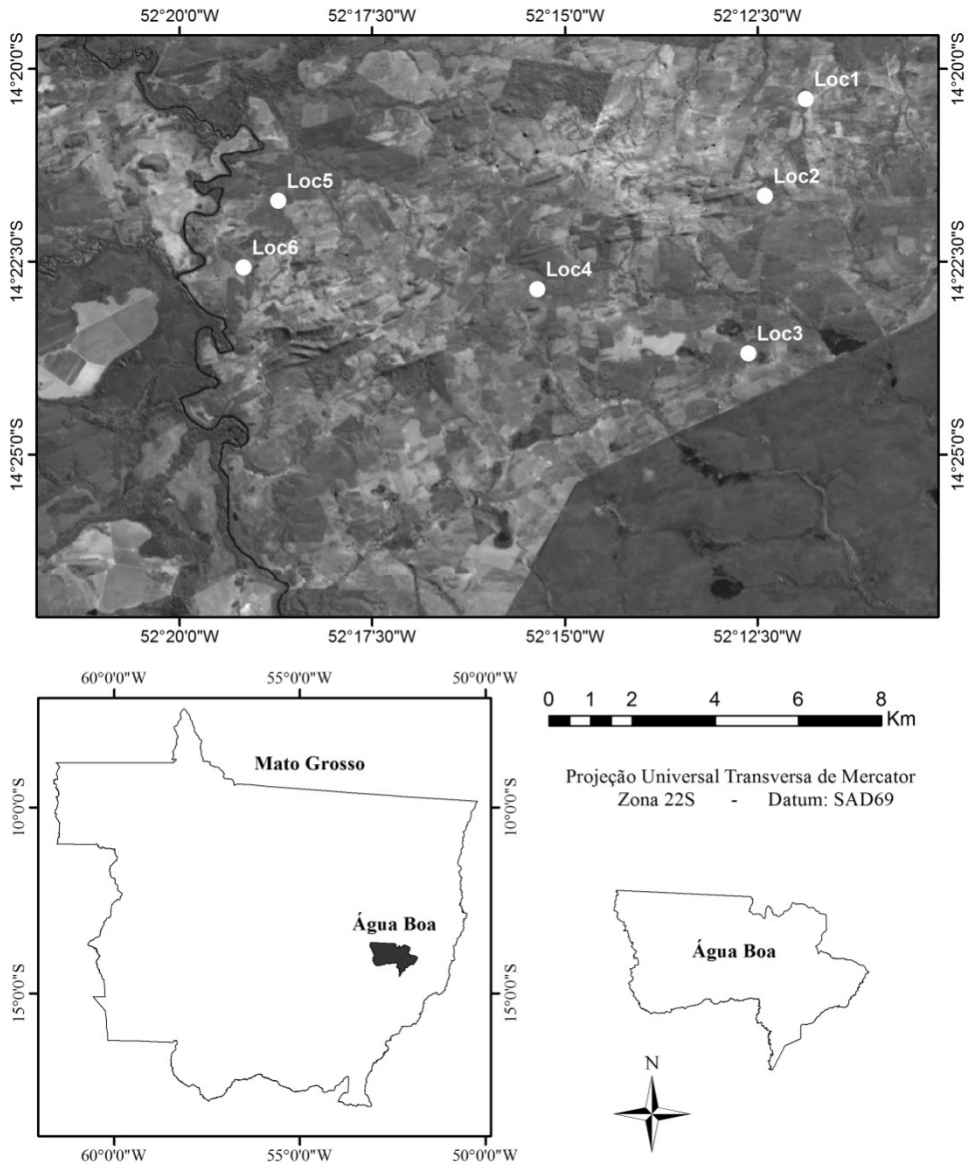 52°20'0"W 52°17'30"W 52°15'0"W 52°12'30"W
14°20'0"S 14°20'0"S
Loc1
Loc2
Loc5
Loc6
14°22'30"S 14°22'30"S
Loc4
Loc3
14°25'0"S 14°25'0"S
52°20'0"W 52°17'30"W 52°15'0"W 52°12'30"W
60°0'0"W 55°0'0"W 50°0'0"W
0 1 2 4 6 8
Km
Mato Grosso
Projeção Universal Transversa de Mercator
Zona 22S - Datum: SAD69
10°0'0"S 10°0'0"S
Água Boa
Água Boa
15°0'0"S 15°0'0"S
N
60°0'0"W 55°0'0"W 50°0'0"W